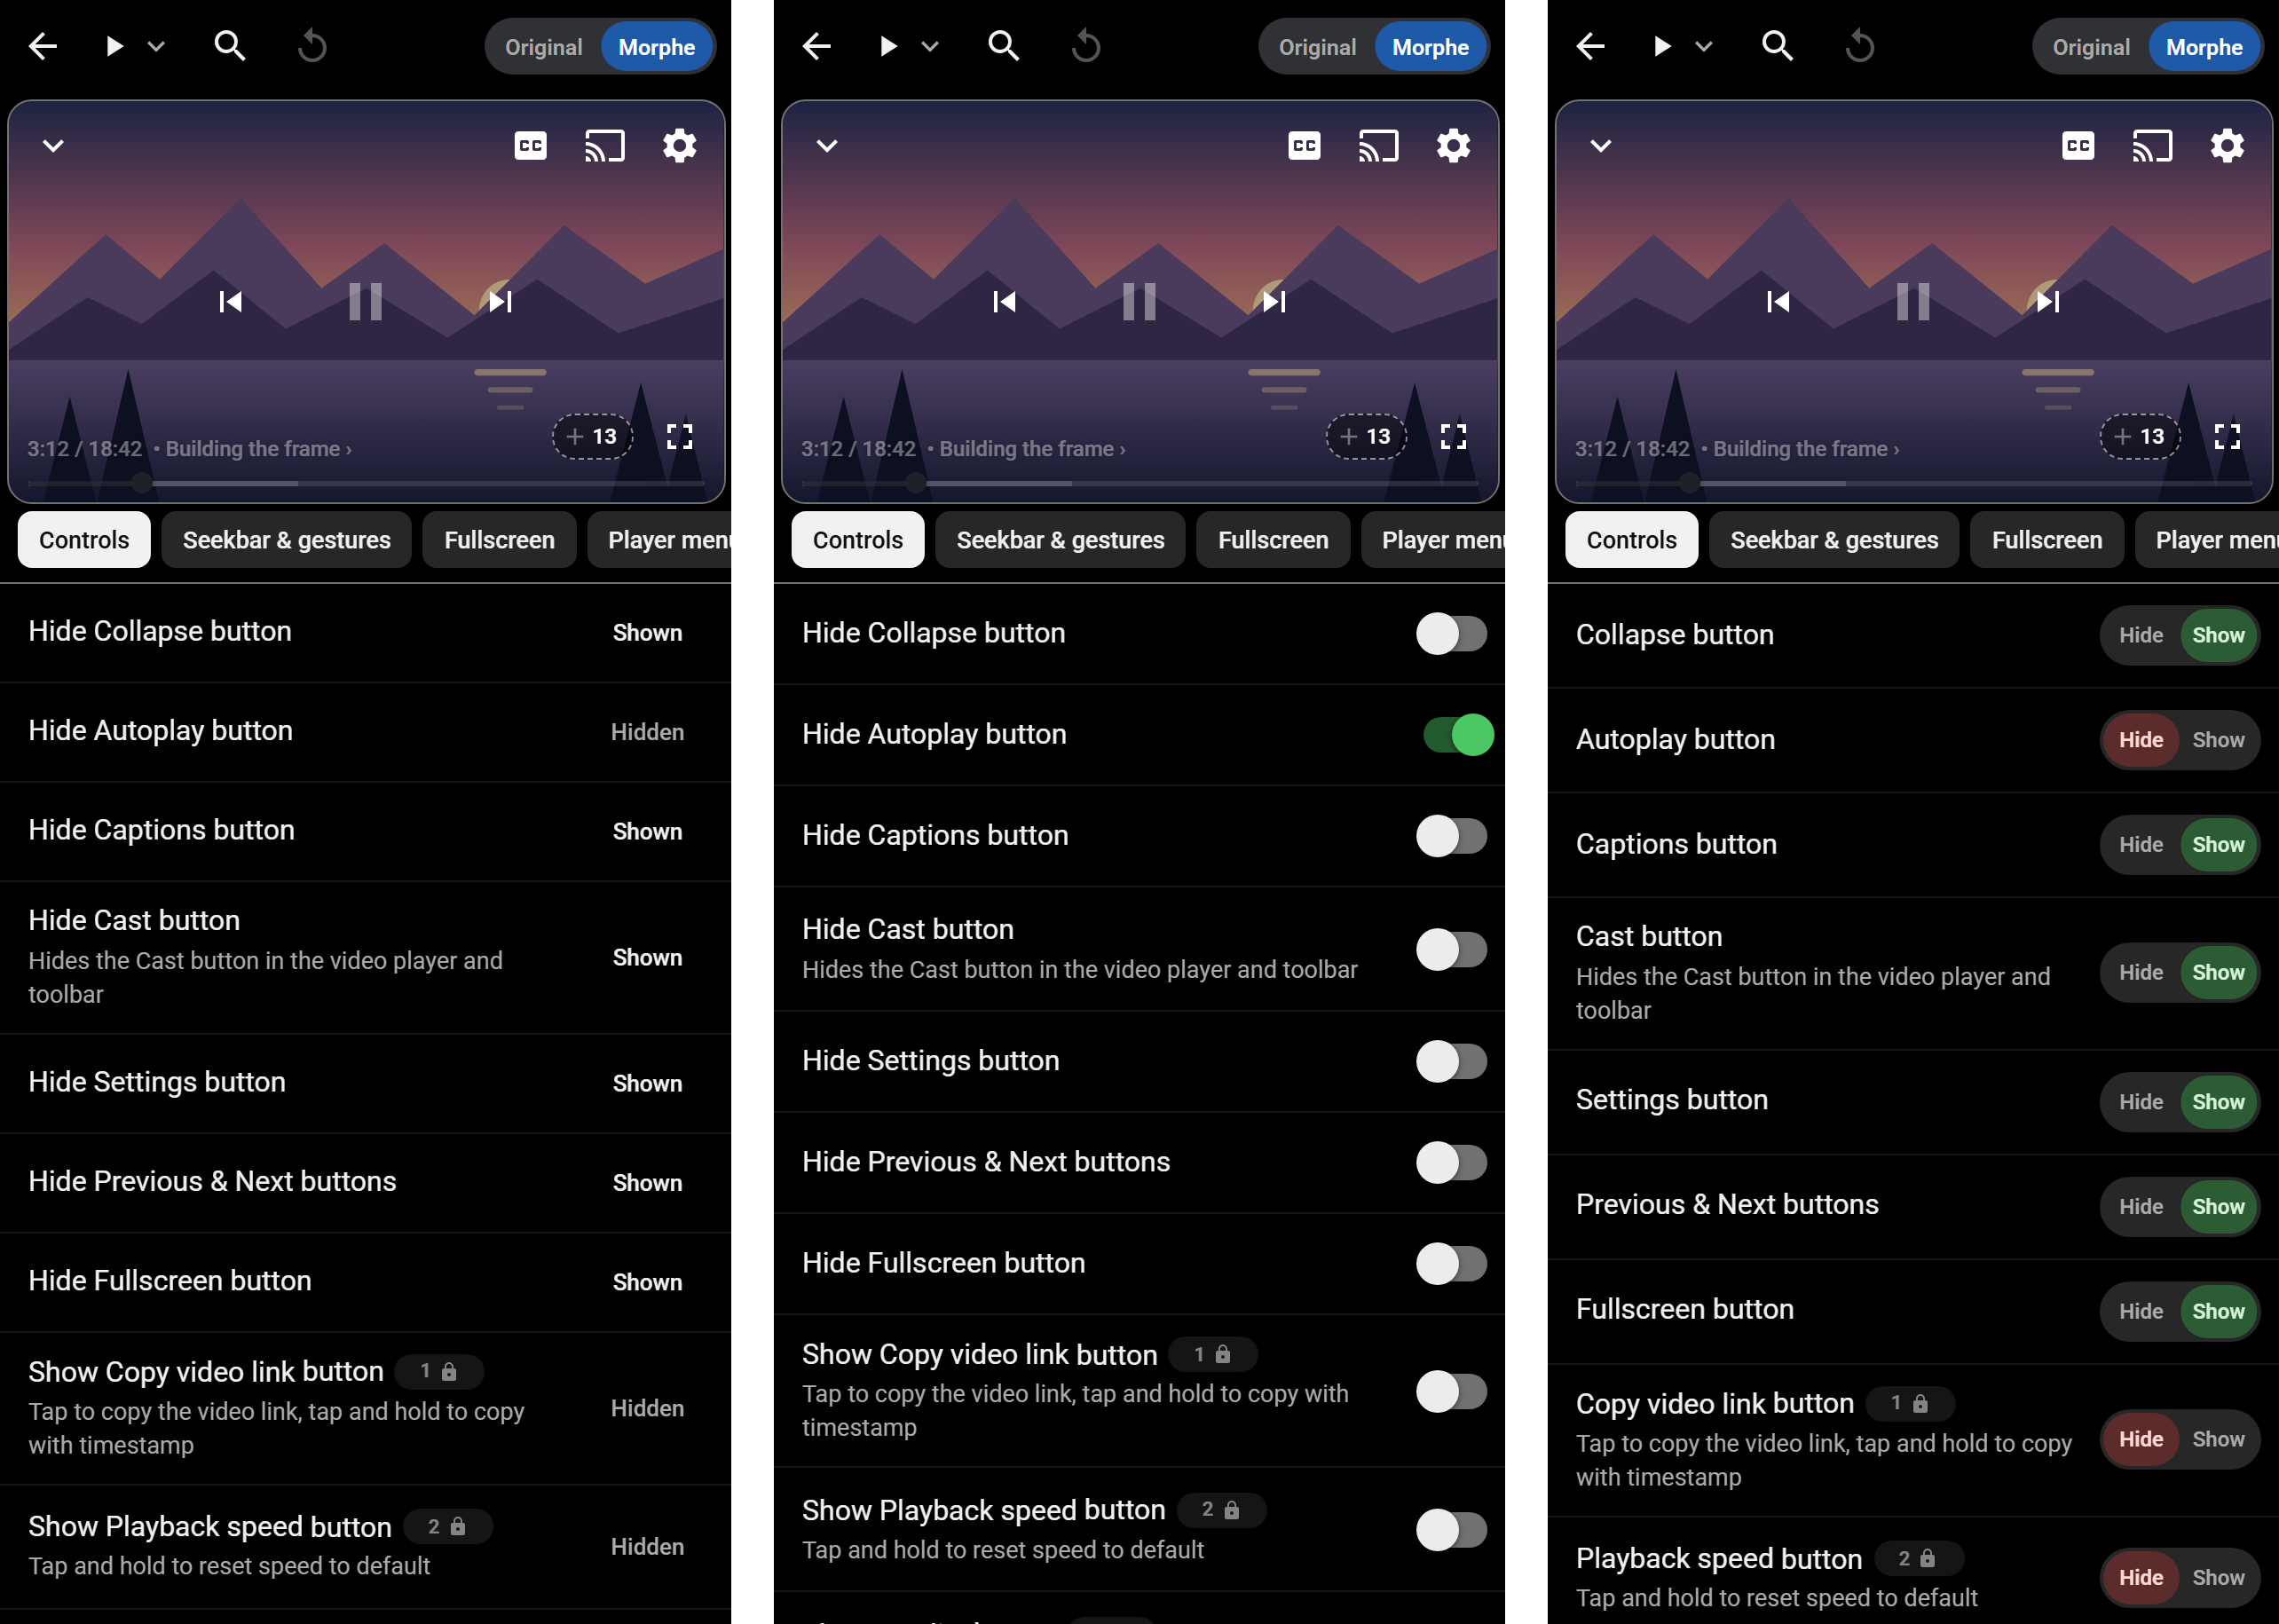 Original Morphe
CC
3:12 / 18:42 • Building the frame ›
+ 13
Controls Seekbar & gestures Fullscreen Player menu
Hide Collapse button Shown
Hide Autoplay button Hidden
Hide Captions button Shown
Hide Cast button
Hides the Cast button in the video player and
toolbar
Shown
Hide Settings button Shown
Hide Previous & Next buttons Shown
Hide Fullscreen button Shown
Show Copy video link button 1
Tap to copy the video link, tap and hold to copy
with timestamp
Hidden
Show Playback speed button 2
Tap and hold to reset speed to default
Hidden
Original Morphe
CC
3:12 / 18:42 • Building the frame ›
+ 13
Controls Seekbar & gestures Fullscreen Player menu
Hide Collapse button
Hide Autoplay button
Hide Captions button
Hide Cast button
Hides the Cast button in the video player and toolbar
Hide Settings button
Hide Previous & Next buttons
Hide Fullscreen button
Show Copy video link button 1
Tap to copy the video link, tap and hold to copy with
timestamp
Show Playback speed button 2
Tap and hold to reset speed to default
Original Morphe
CC
3:12 / 18:42 • Building the frame ›
+ 13
Controls Seekbar & gestures Fullscreen Player menu
Collapse button Hide Show
Autoplay button Hide Show
Captions button Hide Show
Cast button
Hides the Cast button in the video player and
toolbar
Hide Show
Settings button Hide Show
Previous & Next buttons Hide Show
Fullscreen button Hide Show
Copy video link button 1
Tap to copy the video link, tap and hold to copy
with timestamp
Hide Show
Playback speed button 2
Tap and hold to reset speed to default
Hide Show